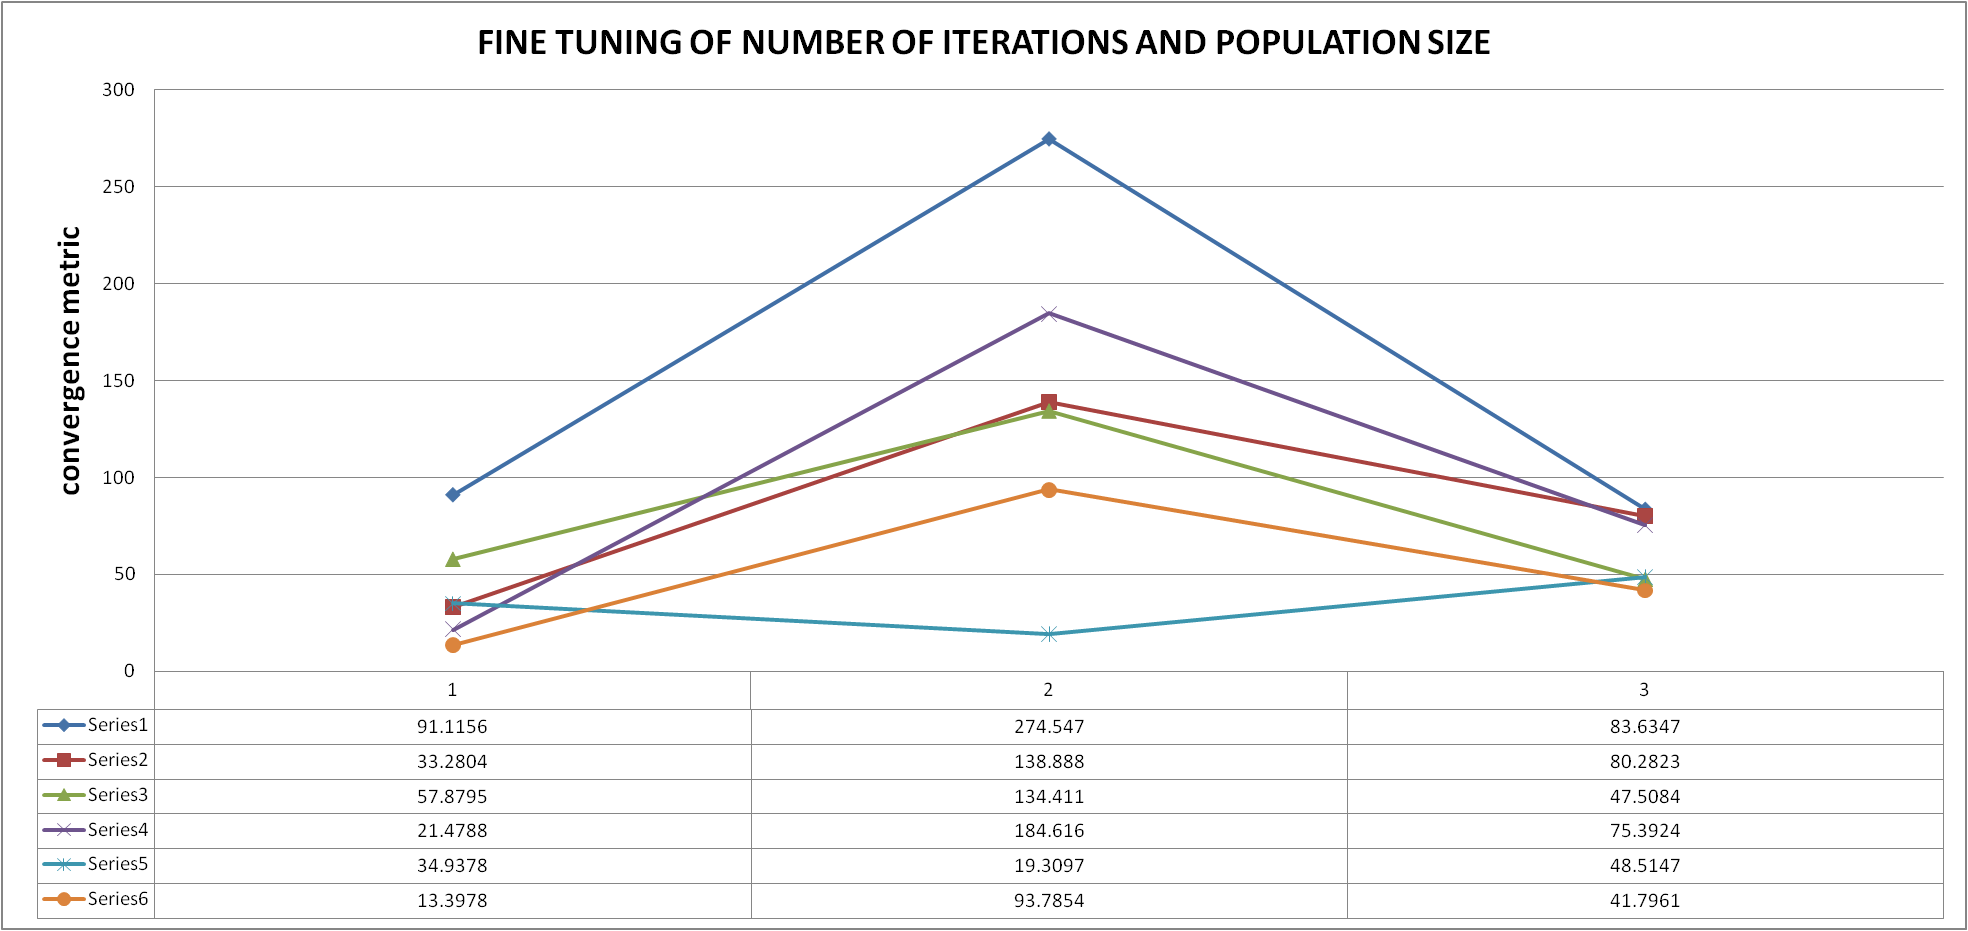 FINE TUNING OF NUMBER OF ITERATIONS AND POPULATION SIZE
300
250
200
150
100
50
0
convergence metric
1 2 3
Series1 91.1156 274.547 83.6347
Series2 33.2804 138.888 80.2823
Series3 57.8795 134.411 47.5084
Series4 21.4788 184.616 75.3924
Series5 34.9378 19.3097 48.5147
Series6 13.3978 93.7854 41.7961